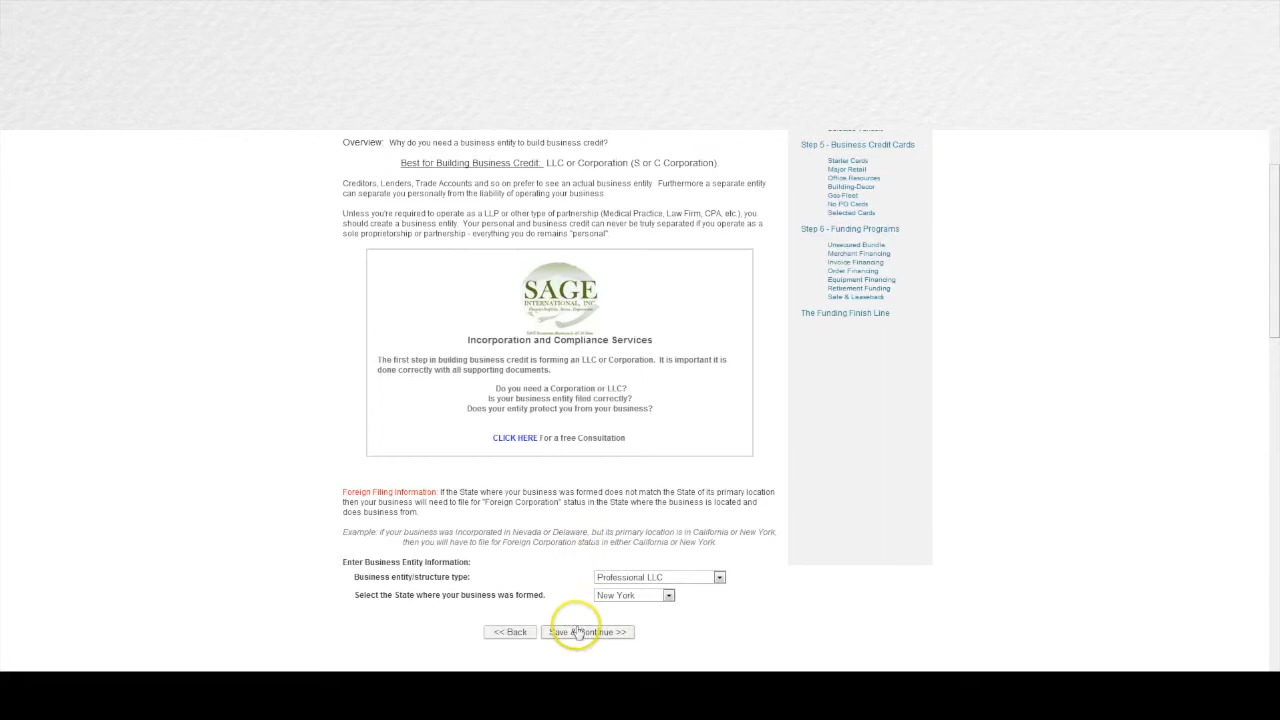 Overview: Why do you need a business entity to build business credit?
Best for Building Business Credit: LLC or Corporation (S or C Corporation)
Creditors, Lenders, Trade Accounts and so on prefer to see an actual business entity. Furthermore a separate entity
can separate you personally from the liability of operating your business
Unless you're required to operate as a LLP or other type of partnership (Medical Practice, Law Firm, CPA, etc.), you
should create a business entity. Your personal and business credit can never be truly separated if you operate as a
sole proprietorship or partnership - everything you do remains "personal".
SAGE
INTERNATIONAL, INC.
Incorporation and Compliance Services
The first step in building business credit is forming an LLC or Corporation. It is important it is
done correctly with all supporting documents.
Do you need a Corporation or LLC?
Is your business entity filed correctly?
Does your entity protect you from your business?
CLICK HERE For a free Consultation
Foreign Filing Information: If the State where your business was formed does not match the State of its primary location
then your business will need to file for "Foreign Corporation" status in the State where the business is located and
does business from.
Example: if your business was Incorporated in Nevada or Delaware, but its primary location is in California or New York,
then you will have to file for Foreign Corporation status in either California or New York.
Enter Business Entity Information:
Business entity/structure type: Professional LLC
Select the State where your business was formed. New York
<< Back Save & Continue >>
Step 5 - Business Credit Cards
Starter Cards
Major Retail
Office Resources
Building-Decor
Gas-Fleet
No PG Cards
Selected Cards
Step 6 - Funding Programs
Unsecured Bundle
Merchant Financing
Invoice Financing
Order Financing
Equipment Financing
Retirement Funding
Sale & Leaseback
The Funding Finish Line